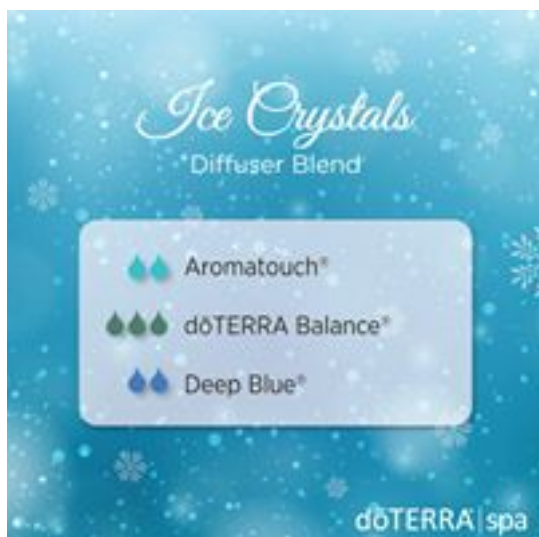 Ice Crystals
Diffuser Blend
Aromatouch®
dōTERRA Balance®
Deep Blue®
dōTERRA | spa